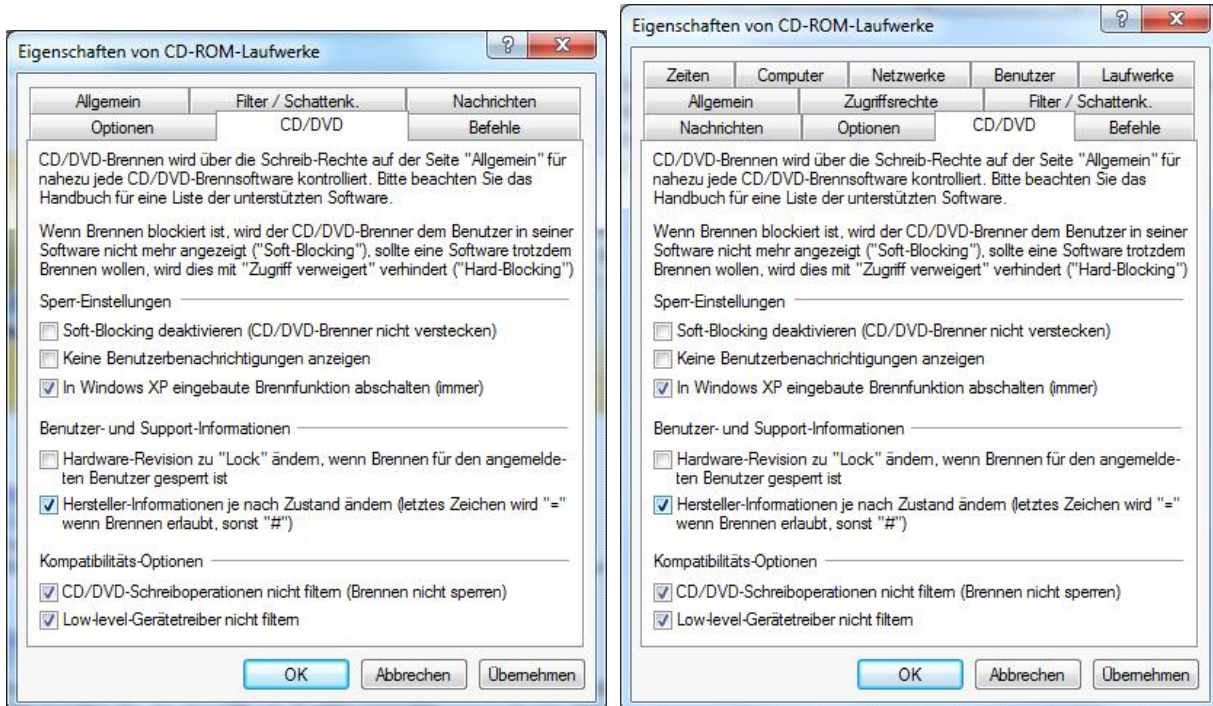 Eigenschaften von CD-ROM-Laufwerke
Allgemein Filter / Schattenk. Nachrichten
Optionen CD/DVD Befehle
CD/DVD-Brennen wird über die Schreib-Rechte auf der Seite "Allgemein" für
nahezu jede CD/DVD-Brennsoftware kontrolliert. Bitte beachten Sie das
Handbuch für eine Liste der unterstützten Software.
Wenn Brennen blockiert ist, wird der CD/DVD-Brenner dem Benutzer in seiner
Software nicht mehr angezeigt ("Soft-Blocking"), sollte eine Software trotzdem
Brennen wollen, wird dies mit "Zugriff verweigert" verhindert ("Hard-Blocking")
Sperr-Einstellungen
Soft-Blocking deaktivieren (CD/DVD-Brenner nicht verstecken)
Keine Benutzerbenachrichtigungen anzeigen
In Windows XP eingebaute Brennfunktion abschalten (immer)
Benutzer- und Support-Informationen
Hardware-Revision zu "Lock" ändern, wenn Brennen für den angemelde-
ten Benutzer gesperrt ist
Hersteller-Informationen je nach Zustand ändern (letztes Zeichen wird "="
wenn Brennen erlaubt, sonst "#")
Kompatibilitäts-Optionen
CD/DVD-Schreiboperationen nicht filtern (Brennen nicht sperren)
Low-level-Gerätetreiber nicht filtern
OK Abbrechen Übernehmen
Eigenschaften von CD-ROM-Laufwerke
Zeiten Computer Netzwerke Benutzer Laufwerke
Allgemein Zugriffsrechte Filter / Schattenk.
Nachrichten Optionen CD/DVD Befehle
CD/DVD-Brennen wird über die Schreib-Rechte auf der Seite "Allgemein" für
nahezu jede CD/DVD-Brennsoftware kontrolliert. Bitte beachten Sie das
Handbuch für eine Liste der unterstützten Software.
Wenn Brennen blockiert ist, wird der CD/DVD-Brenner dem Benutzer in seiner
Software nicht mehr angezeigt ("Soft-Blocking"), sollte eine Software trotzdem
Brennen wollen, wird dies mit "Zugriff verweigert" verhindert ("Hard-Blocking")
Sperr-Einstellungen
Soft-Blocking deaktivieren (CD/DVD-Brenner nicht verstecken)
Keine Benutzerbenachrichtigungen anzeigen
In Windows XP eingebaute Brennfunktion abschalten (immer)
Benutzer- und Support-Informationen
Hardware-Revision zu "Lock" ändern, wenn Brennen für den angemelde-
ten Benutzer gesperrt ist
Hersteller-Informationen je nach Zustand ändern (letztes Zeichen wird "="
wenn Brennen erlaubt, sonst "#")
Kompatibilitäts-Optionen
CD/DVD-Schreiboperationen nicht filtern (Brennen nicht sperren)
Low-level-Gerätetreiber nicht filtern
OK Abbrechen Übernehmen